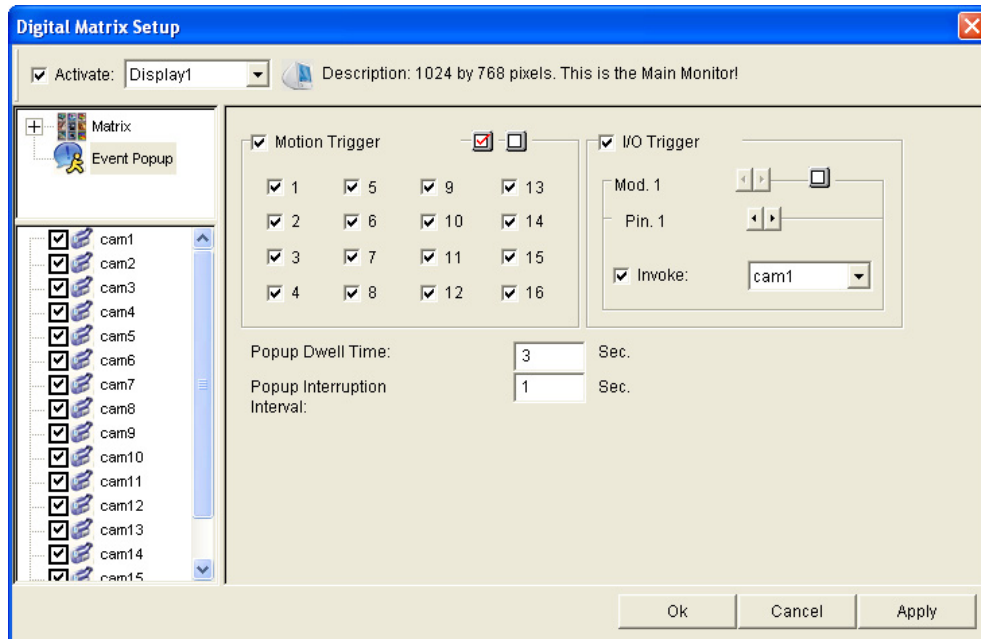 Digital Matrix Setup
Activate: Display1 Description: 1024 by 768 pixels. This is the Main Monitor!
Matrix
Event Popup
cam1
cam2
cam3
cam4
cam5
cam6
cam7
cam8
cam9
cam10
cam11
cam12
cam13
cam14
cam15
Motion Trigger
1 5 9 13
2 6 10 14
3 7 11 15
4 8 12 16
I/O Trigger
Mod. 1
Pin. 1
Invoke: cam1
Popup Dwell Time: 3 Sec.
Popup Interruption
Interval: 1 Sec.
Ok Cancel Apply